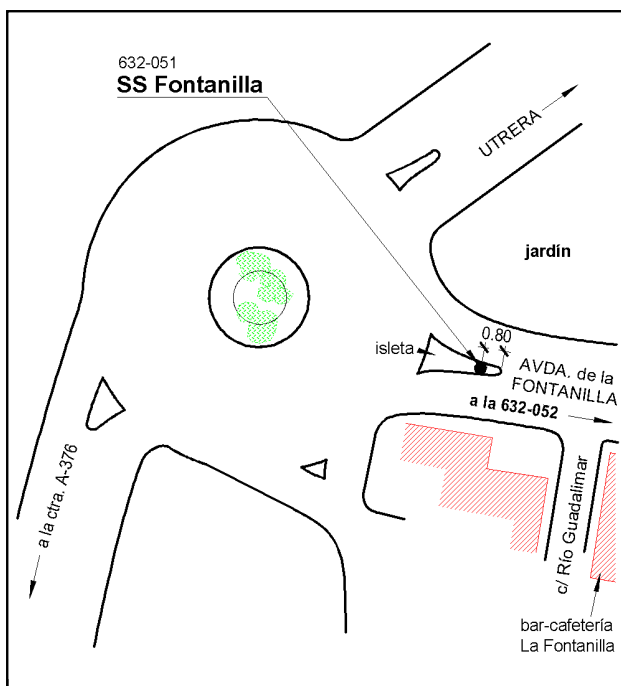 632-051
SS Fontanilla
UTRERA
jardín
0.80
isleta
AVDA. de la
FONTANILLA
a la 632-052
a la ctra. A-376
c/ Río Guadalimar
bar-cafetería
La Fontanilla